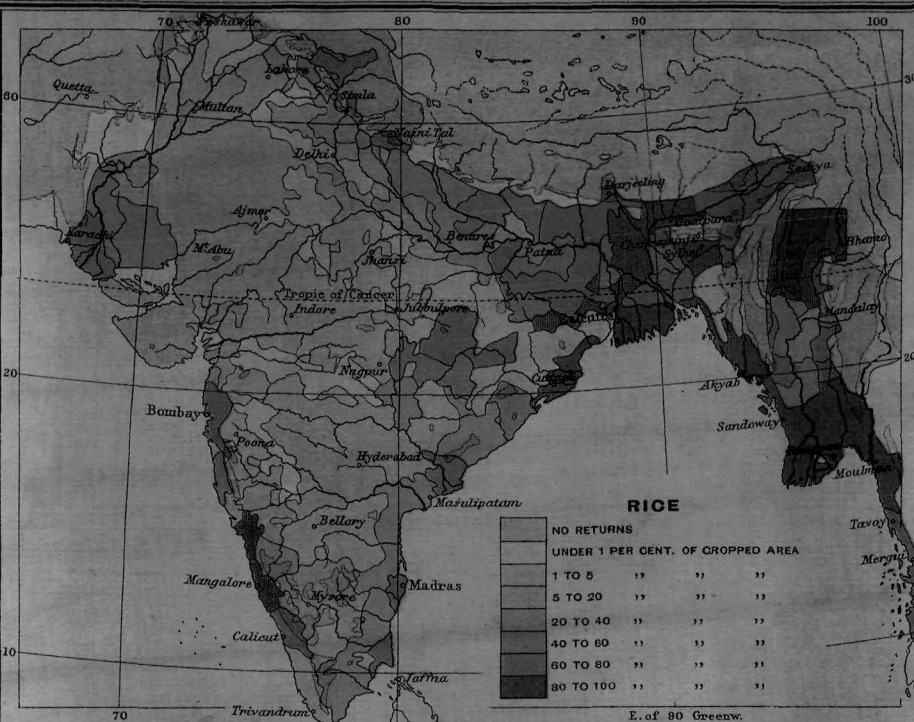 70
80
90
100
Peshawar
Lahore
Simla
Quetta
30
Multan
Naini Tal
Delhi
Darjeeling
Sadiya
Ajmer
Karachi
Benares
Bhamo
Mt. Abu
Jhansi
Patna
Sylhet
Tropic of Cancer
Indore
Jubbulpore
Calcutta
Mandalay
Nagpur
20
20
Akyab
Bombay
Sandoway
Poona
Hyderabad
Moulmein
Masulipatam
Bellary
Tavoy
Mergui
Mangalore
Mysore
Madras
Calicut
10
Jaffna
Trivandrum
70
80
RICE
NO RETURNS
UNDER 1 PER CENT. OF CROPPED AREA
1 TO 5 ,, ,, ,,
5 TO 20 ,, ,, ,,
20 TO 40 ,, ,, ,,
40 TO 60 ,, ,, ,,
60 TO 80 ,, ,, ,,
80 TO 100 ,, ,, ,,
E. of 90 Greenw.